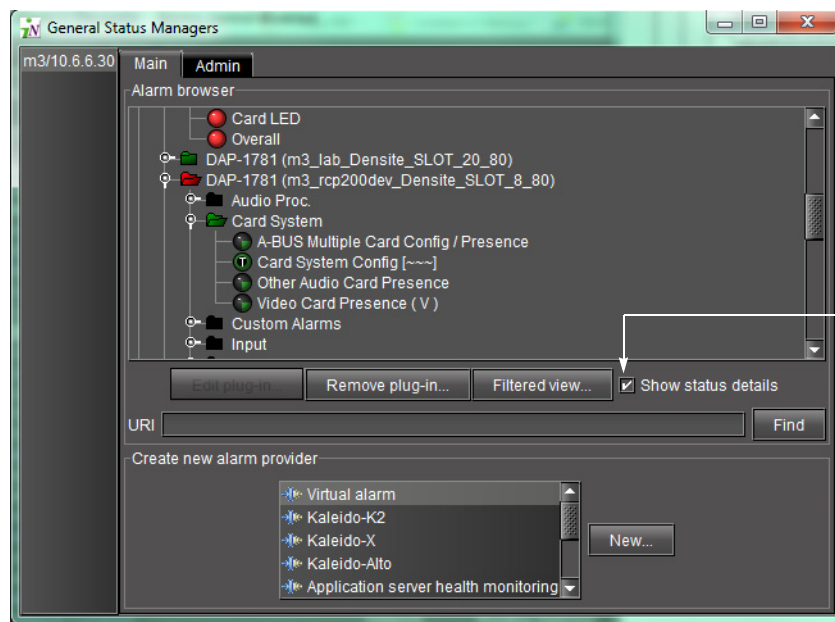 General Status Managers
m3/10.6.6.30
Main
Admin
Alarm browser
Card LED
Overall
DAP-1781 (m3_lab_Densite_SLOT_20_80)
DAP-1781 (m3_rcp200dev_Densite_SLOT_8_80)
Audio Proc.
Card System
A-BUS Multiple Card Config / Presence
T Card System Config [~~~]
Other Audio Card Presence
Video Card Presence ( V )
Custom Alarms
Input
Edit plug-in...
Remove plug-in...
Filtered view...
Show status details
URI
Find
Create new alarm provider
Virtual alarm
Kaleido-K2
Kaleido-X
Kaleido-Alto
Application server health monitoring
New...